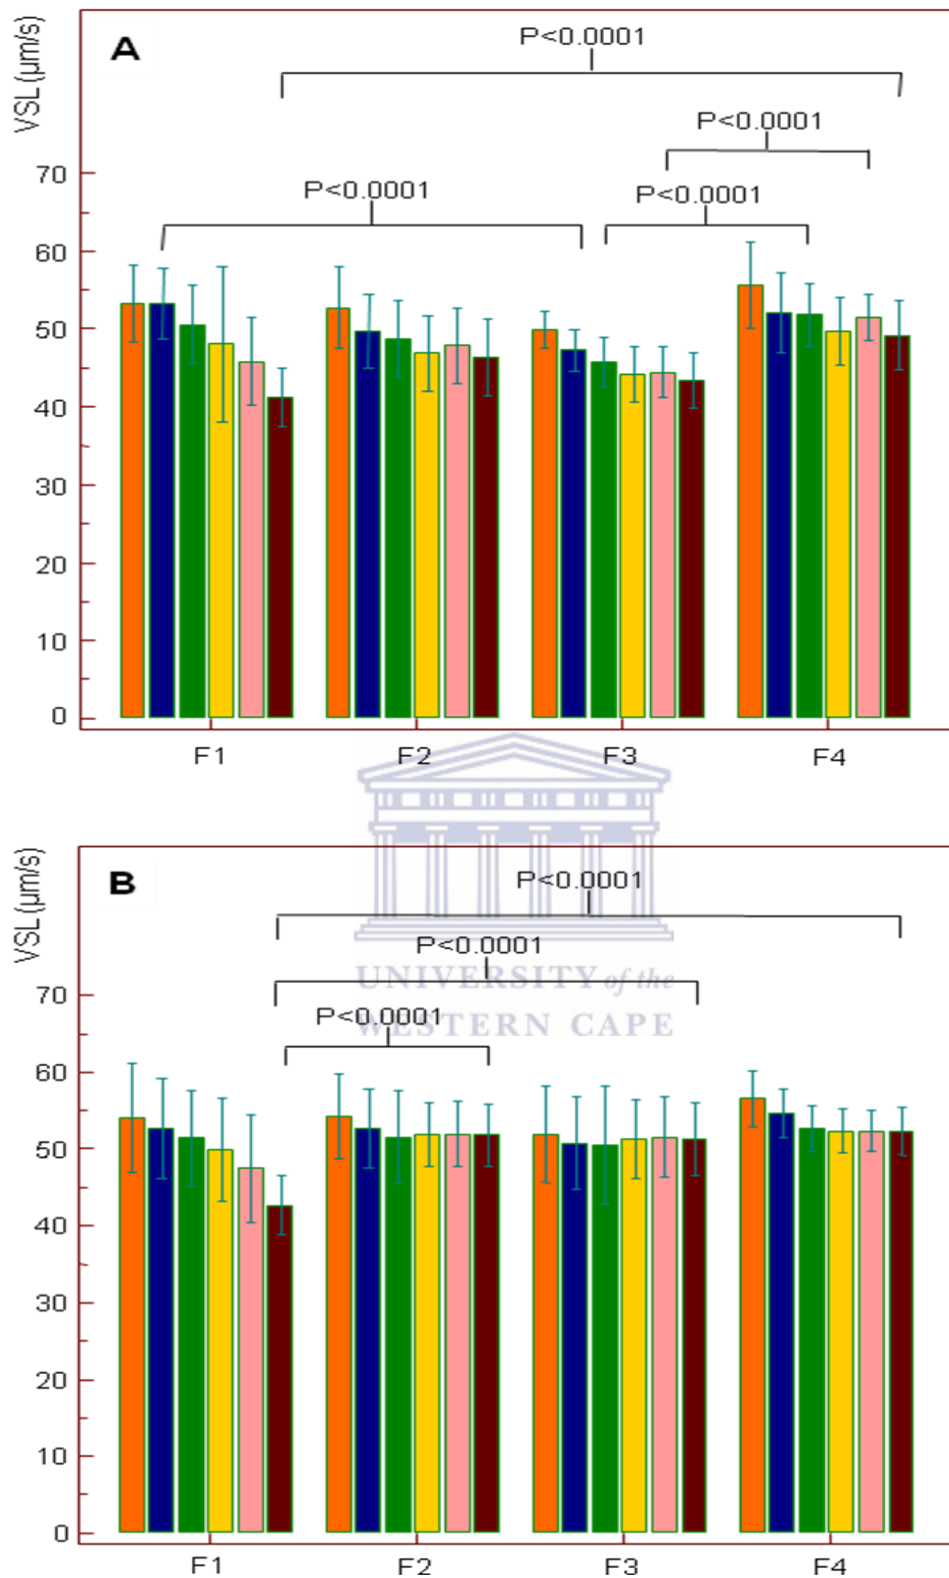 A
P<0.0001
VSL (µm/s)
P<0.0001
70
P<0.0001
P<0.0001
60
50
40
30
20
10
0
F1 F2 F3 F4
B
P<0.0001
VSL (µm/s)
P<0.0001
UNIVERSITY of the
70
P<0.0001
WESTERN CAPE
60
50
40
30
20
10
0
F1 F2 F3 F4